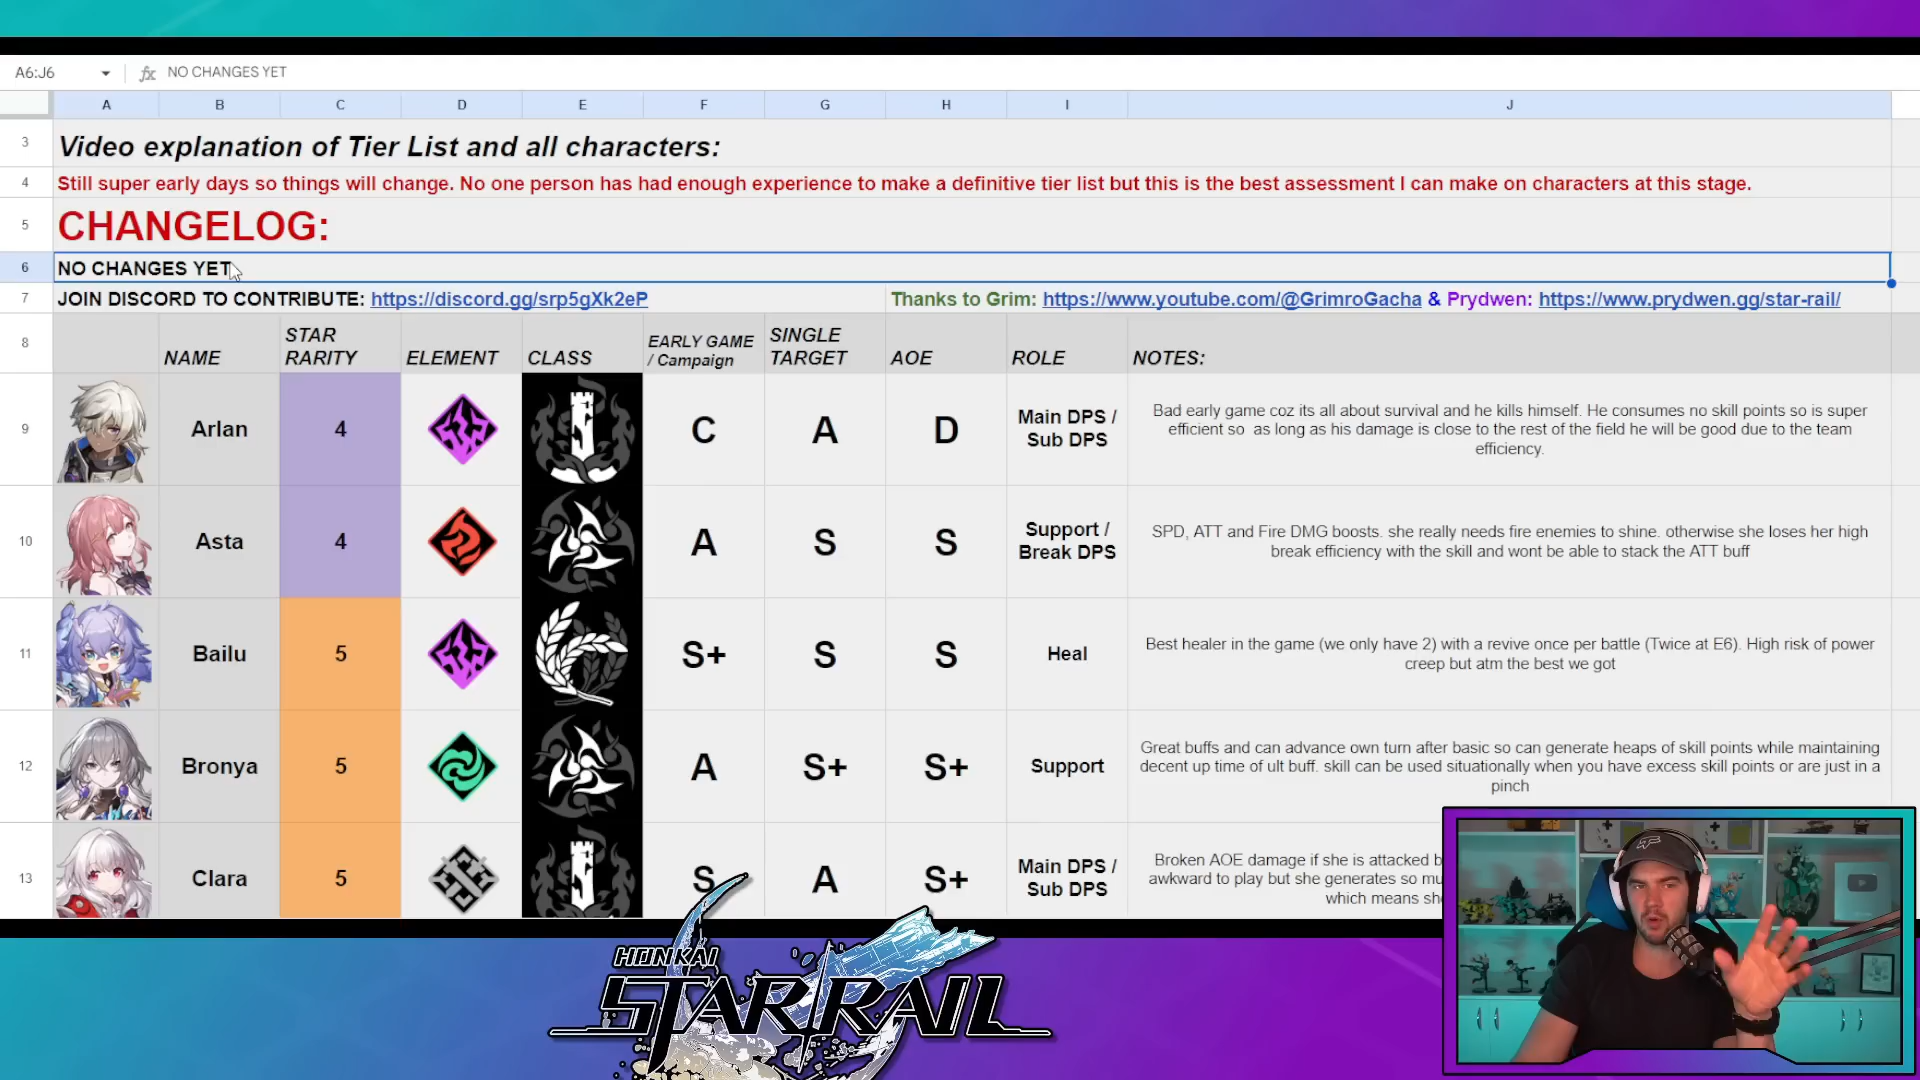 A6:J6 fx NO CHANGES YET
A B C D E F G H I J
3 Video explanation of Tier List and all characters:
4 Still super early days so things will change. No one person has had enough experience to make a definitive tier list but this is the best assessment I can make on characters at this stage.
5 CHANGELOG:
6 NO CHANGES YET
7 JOIN DISCORD TO CONTRIBUTE: https://discord.gg/srp5gXk2eP Thanks to Grim: https://www.youtube.com/@GrimroGacha & Prydwen: https://www.prydwen.gg/star-rail/
8 NAME STAR RARITY ELEMENT CLASS EARLY GAME / Campaign SINGLE TARGET AOE ROLE NOTES:
9 Arlan 4 C A D Main DPS / Sub DPS
Bad early game coz its all about survival and he kills himself. He consumes no skill points so is super
efficient so as long as his damage is close to the rest of the field he will be good due to the team
efficiency.
10 Asta 4 A S S Support / Break DPS
SPD, ATT and Fire DMG boosts. she really needs fire enemies to shine. otherwise she loses her high
break efficiency with the skill and wont be able to stack the ATT buff
11 Bailu 5 S+ S S Heal
Best healer in the game (we only have 2) with a revive once per battle (Twice at E6). High risk of power
creep but atm the best we got
12 Bronya 5 A S+ S+ Support
Great buffs and can advance own turn after basic so can generate heaps of skill points while maintaining
decent up time of ult buff. skill can be used situationally when you have excess skill points or are just in a
pinch
13 Clara 5 S A S+ Main DPS / Sub DPS
Broken AOE damage if she is attacked
awkward to play but she generates so
which means
HONKAI
STAR RAIL